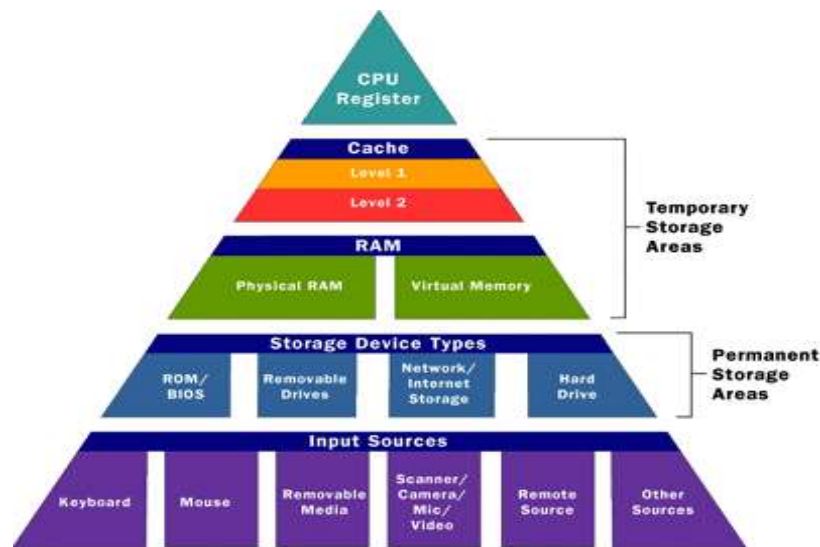 CPU
Register
Cache
Level 1
Level 2
RAM
Physical RAM
Virtual Memory
Temporary
Storage
Areas
Storage Device Types
ROM/
BIOS
Removable
Drives
Network/
Internet
Storage
Hard
Drive
Permanent
Storage
Areas
Input Sources
Keyboard
Mouse
Removable
Media
Scanner/
Camera/
Mic/
Video
Remote
Source
Other
Sources